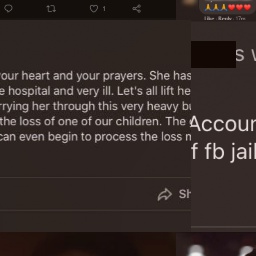 1
Like Reply
s w
your heart and your prayers. She has
e hospital and very ill. Let's all lift he
rrying her through this very heavy bu
the loss of one of our children. The
can even begin to process the loss
Accoun
f fb jail
Sh